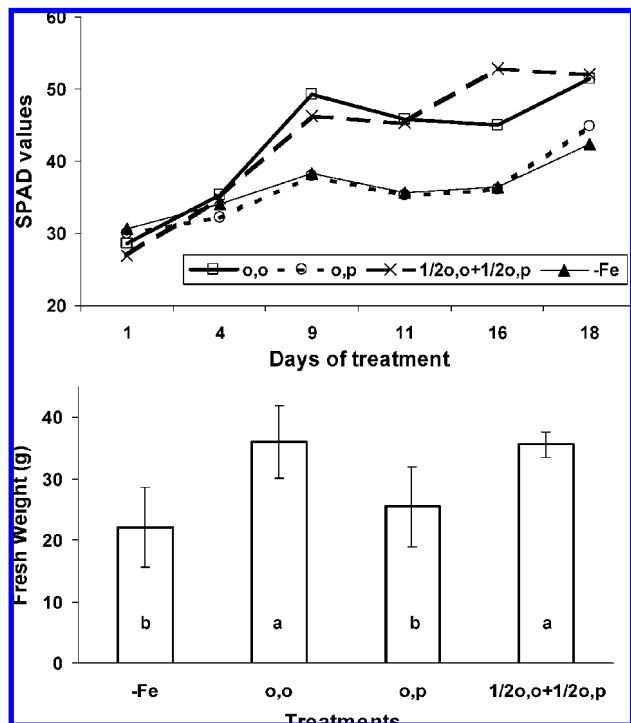 60
50
40
30
20
SPAD values
o,o o,p 1/2o,o+1/2o,p -Fe
1 4 9 11 16 18
Days of treatment
40
30
20
10
0
Fresh Weight (g)
b a b a
-Fe o,o o,p 1/2o,o+1/2o,p
Treatments